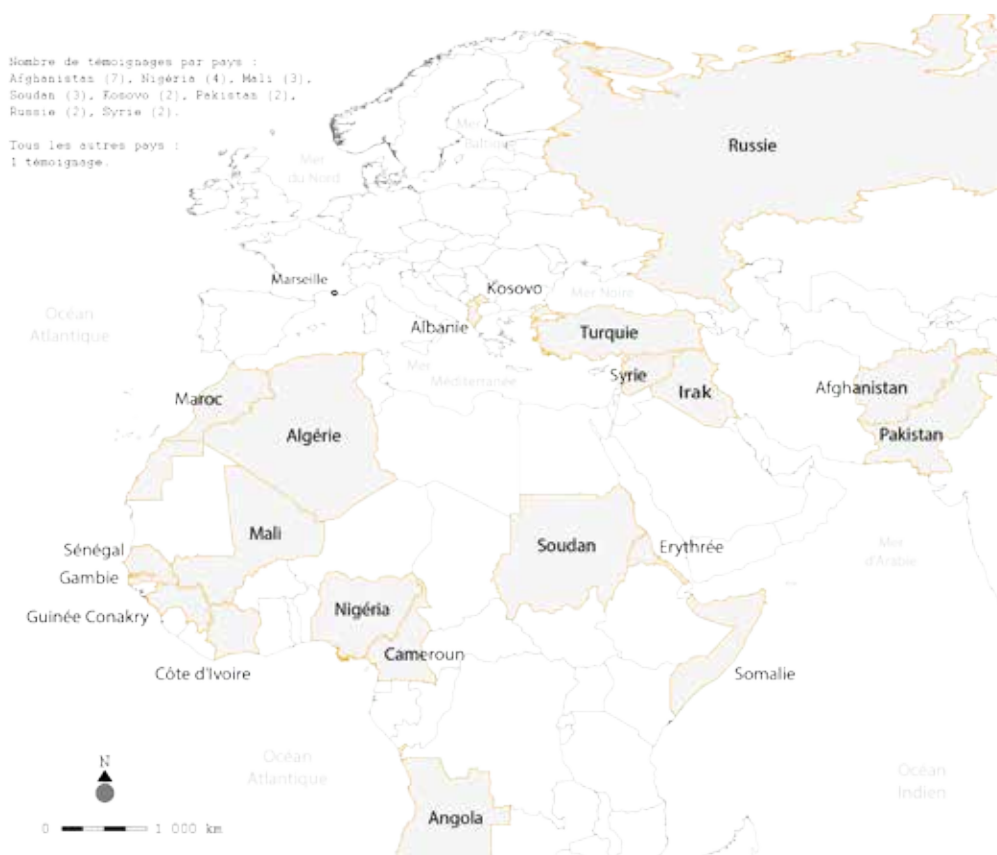 Nombre de témoignages par pays :
Afghanistan (7), Nigéria (4), Mali (3),
Soudan (3), Kosovo (2), Pakistan (2),
Russie (2), Syrie (2).
Tous les autres pays :
1 témoignage.
Mer
Baltique
Russie
Mer
du Nord
Marseille
Kosovo
Mer Noire
Océan
Atlantique
Albanie
Turquie
Mer
Méditerranée
Syrie
Irak
Afghanistan
Maroc
Algérie
Pakistan
Mali
Soudan
Erythrée
Mer
d'Arabie
Sénégal
Gambie
Guinée Conakry
Nigéria
Cameroun
Côte d'Ivoire
Somalie
N
Océan
Atlantique
Océan
Indien
Angola
0 1 000 km